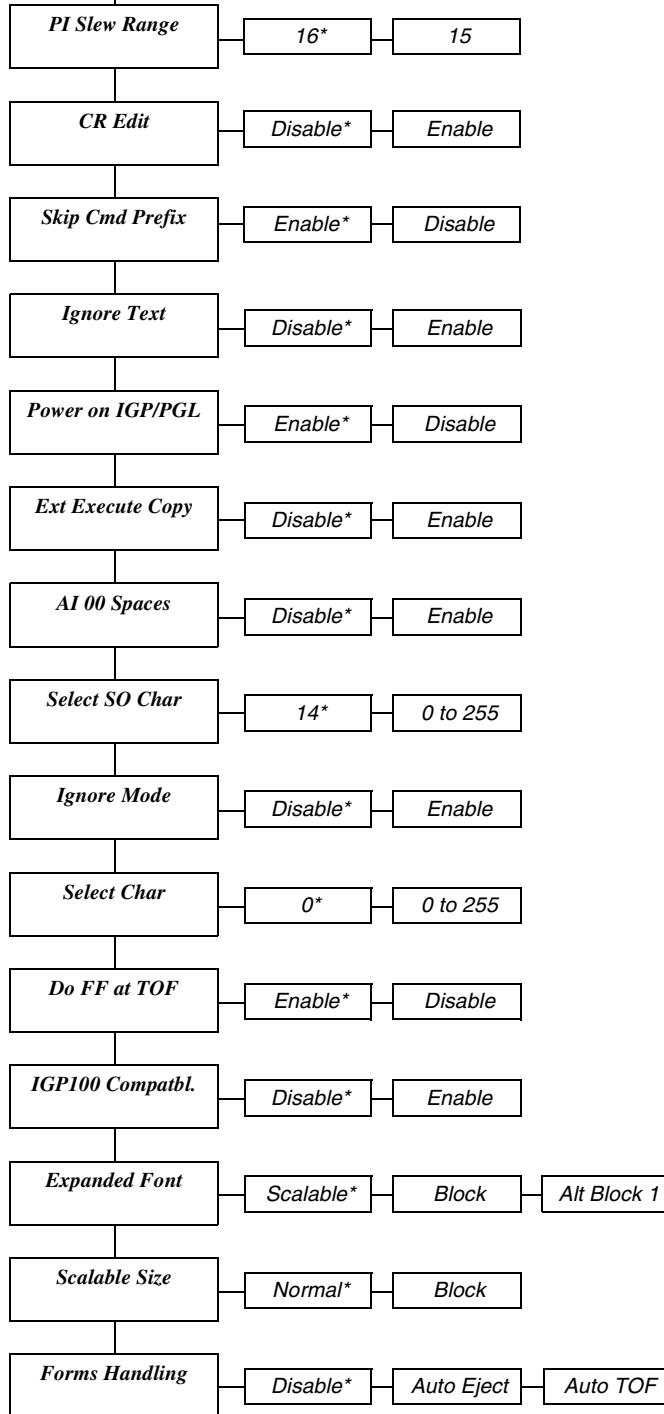 PI Slew Range 16* 15
CR Edit Disable* Enable
Skip Cmd Prefix Enable* Disable
Ignore Text Disable* Enable
Power on IGP/PGL Enable* Disable
Ext Execute Copy Disable* Enable
AI 00 Spaces Disable* Enable
Select SO Char 14* 0 to 255
Ignore Mode Disable* Enable
Select Char 0* 0 to 255
Do FF at TOF Enable* Disable
IGP100 Compatbl. Disable* Enable
Expanded Font Scalable* Block Alt Block 1
Scalable Size Normal* Block
Forms Handling Disable* Auto Eject Auto TOF